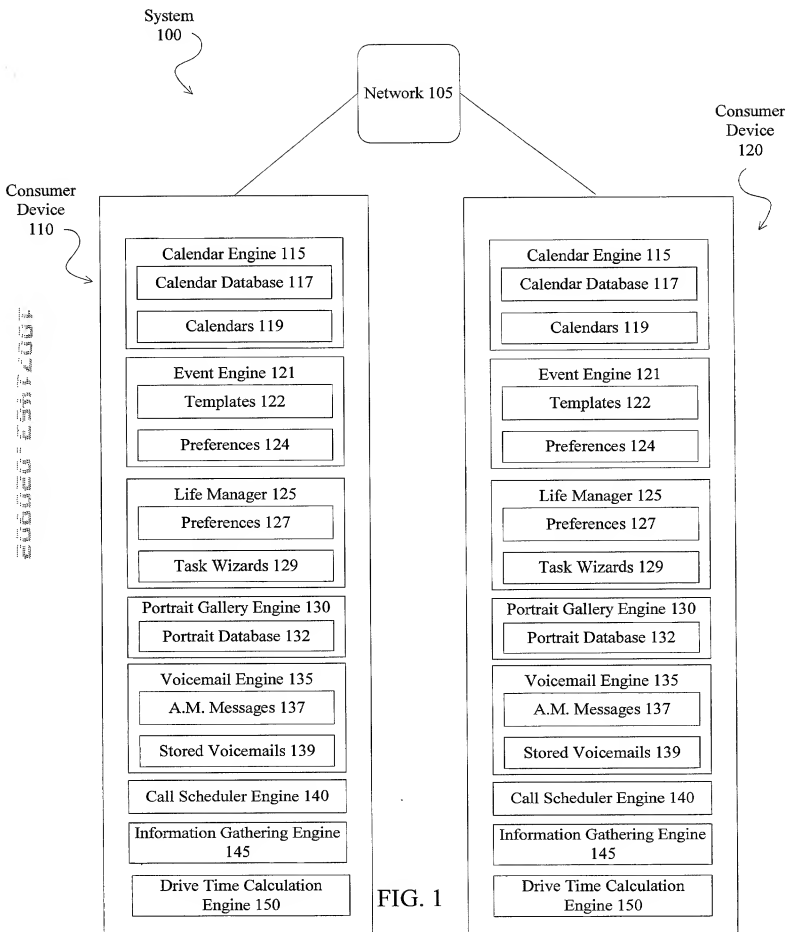 System
100
Network 105
Consumer
Device
120
Consumer
Device
110
Calendar Engine 115
Calendar Database 117
Calendars 119
Event Engine 121
Templates 122
Preferences 124
Life Manager 125
Preferences 127
Task Wizards 129
Portrait Gallery Engine 130
Portrait Database 132
Voicemail Engine 135
A.M. Messages 137
Stored Voicemails 139
Call Scheduler Engine 140
Information Gathering Engine
145
Drive Time Calculation
Engine 150
Calendar Engine 115
Calendar Database 117
Calendars 119
Event Engine 121
Templates 122
Preferences 124
Life Manager 125
Preferences 127
Task Wizards 129
Portrait Gallery Engine 130
Portrait Database 132
Voicemail Engine 135
A.M. Messages 137
Stored Voicemails 139
Call Scheduler Engine 140
Information Gathering Engine
145
Drive Time Calculation
Engine 150
FIG. 1